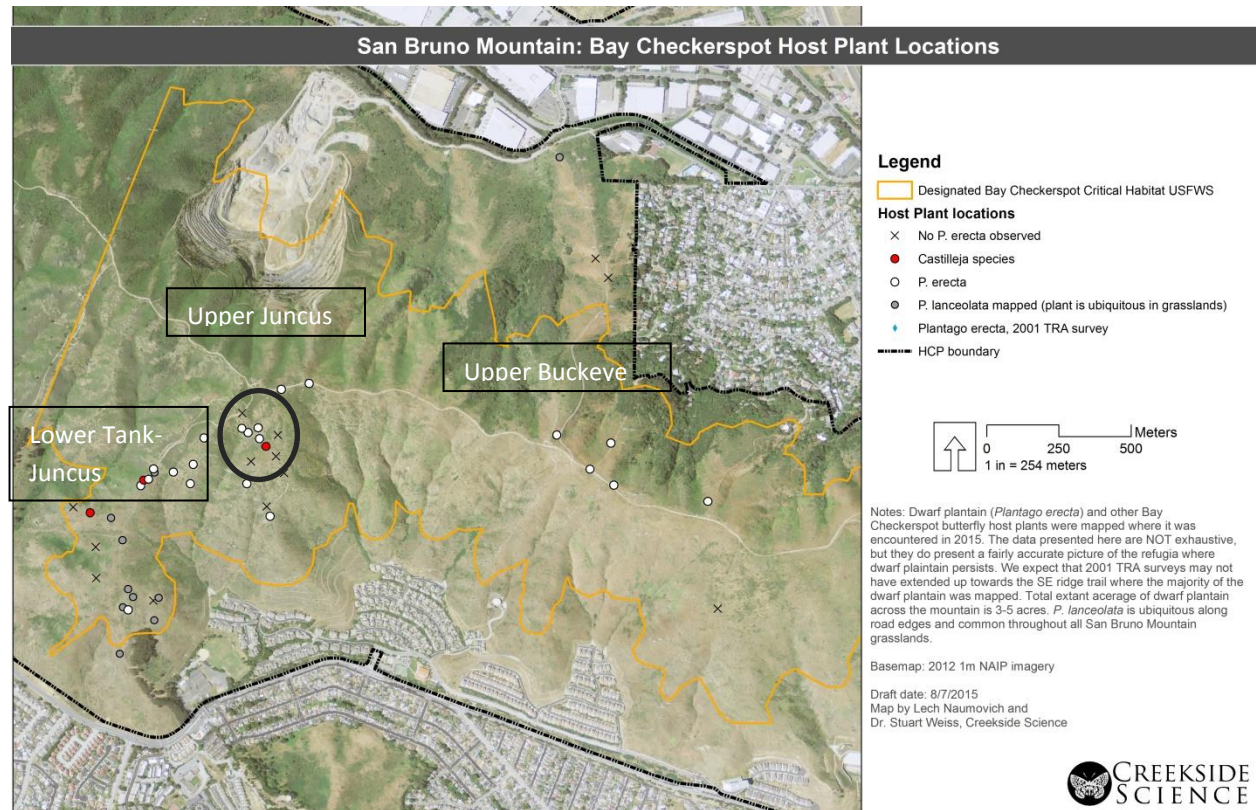 San Bruno Mountain: Bay Checkerspot Host Plant Locations
Upper Juncus
Upper Buckeye
Lower Tank-
Juncus
Legend
Designated Bay Checkerspot Critical Habitat USFWS
Host Plant locations
No P. erecta observed
Castilleja species
P. erecta
P. lanceolata mapped (plant is ubiquitous in grasslands)
Plantago erecta, 2001 TRA survey
HCP boundary
Meters
0 250 500
1 in = 254 meters
Notes: Dwarf plantain (Plantago erecta) and other Bay
Checkerspot butterfly host plants were mapped where it was
encountered in 2015. The data presented here are NOT exhaustive,
but they do present a fairly accurate picture of the refugia where
dwarf plaintain persists. We expect that 2001 TRA surveys may not
have extended up towards the SE ridge trail where the majority of the
dwarf plantain was mapped. Total extant acerage of dwarf plantain
across the mountain is 3-5 acres. P. lanceolata is ubiquitous along
road edges and common throughout all San Bruno Mountain
grasslands.
Basemap: 2012 1m NAIP imagery
Draft date: 8/7/2015
Map by Lech Naumovich and
Dr. Stuart Weiss, Creekside Science
CREEKSIDE
SCIENCE